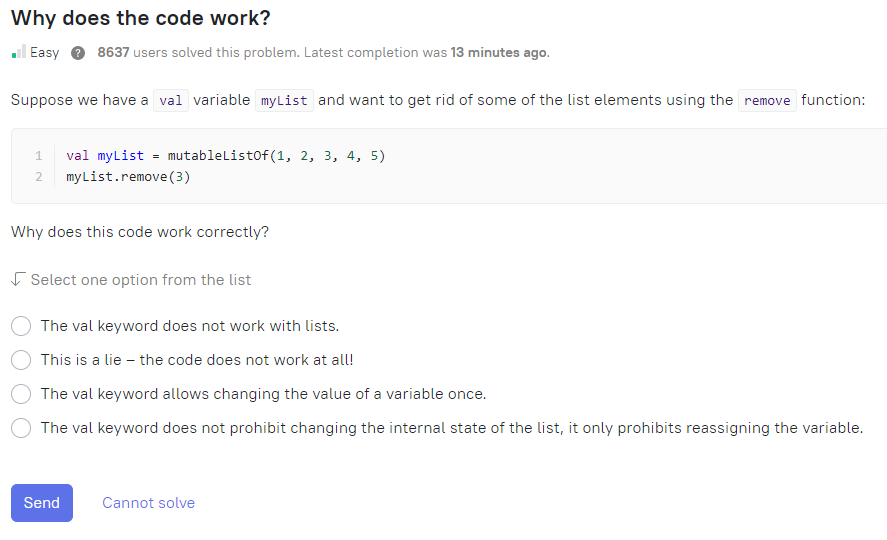 Why does the code work?
Easy ? 8637 users solved this problem. Latest completion was 13 minutes ago.
Suppose we have a val variable myList and want to get rid of some of the list elements using the remove function:
1 val myList = mutableListOf(1, 2, 3, 4, 5)
2 myList.remove(3)
Why does this code work correctly?
Select one option from the list
The val keyword does not work with lists.
This is a lie – the code does not work at all!
The val keyword allows changing the value of a variable once.
The val keyword does not prohibit changing the internal state of the list, it only prohibits reassigning the variable.
Send Cannot solve